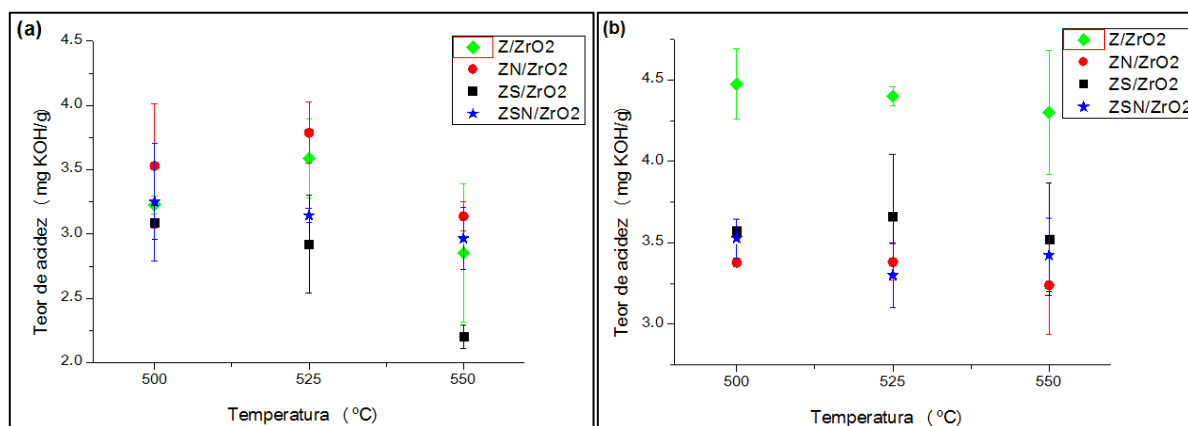 (a)
Z/ZrO2
ZN/ZrO2
ZS/ZrO2
ZSN/ZrO2
Teor de acidez (mg KOH/g)
4.5
4.0
3.5
3.0
2.5
2.0
500
525
550
Temperatura (ºC)
(b)
Z/ZrO2
ZN/ZrO2
ZS/ZrO2
ZSN/ZrO2
Teor de acidez (mg KOH/g)
4.5
4.0
3.5
3.0
500
525
550
Temperatura (ºC)